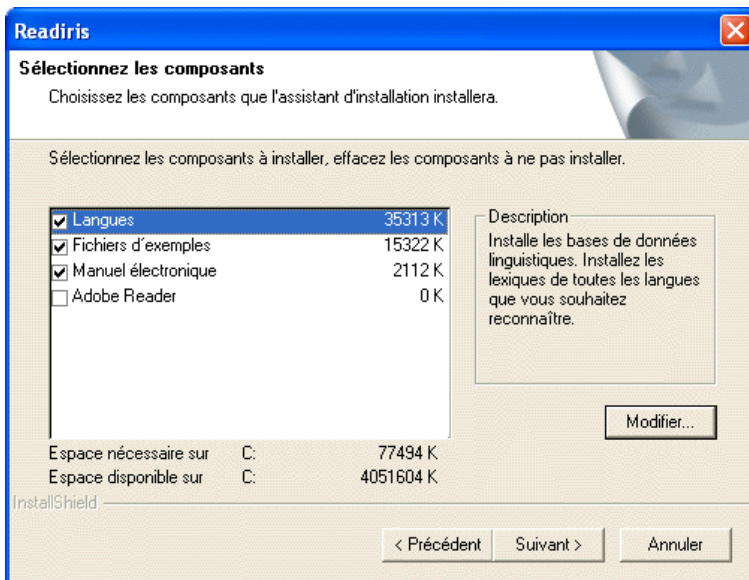 Readiris
Sélectionnez les composants
Choisissez les composants que l'assistant d'installation installera.
Sélectionnez les composants à installer, effacez les composants à ne pas installer.
Langues 35313 K
Fichiers d'exemples 15322 K
Manuel électronique 2112 K
Adobe Reader 0 K
Description
Installe les bases de données
linguistiques. Installez les
lexiques de toutes les langues
que vous souhaitez
reconnaître.
Modifier...
Espace nécessaire sur C: 77494 K
Espace disponible sur C: 4051604 K
InstallShield
< Précédent Suivant > Annuler